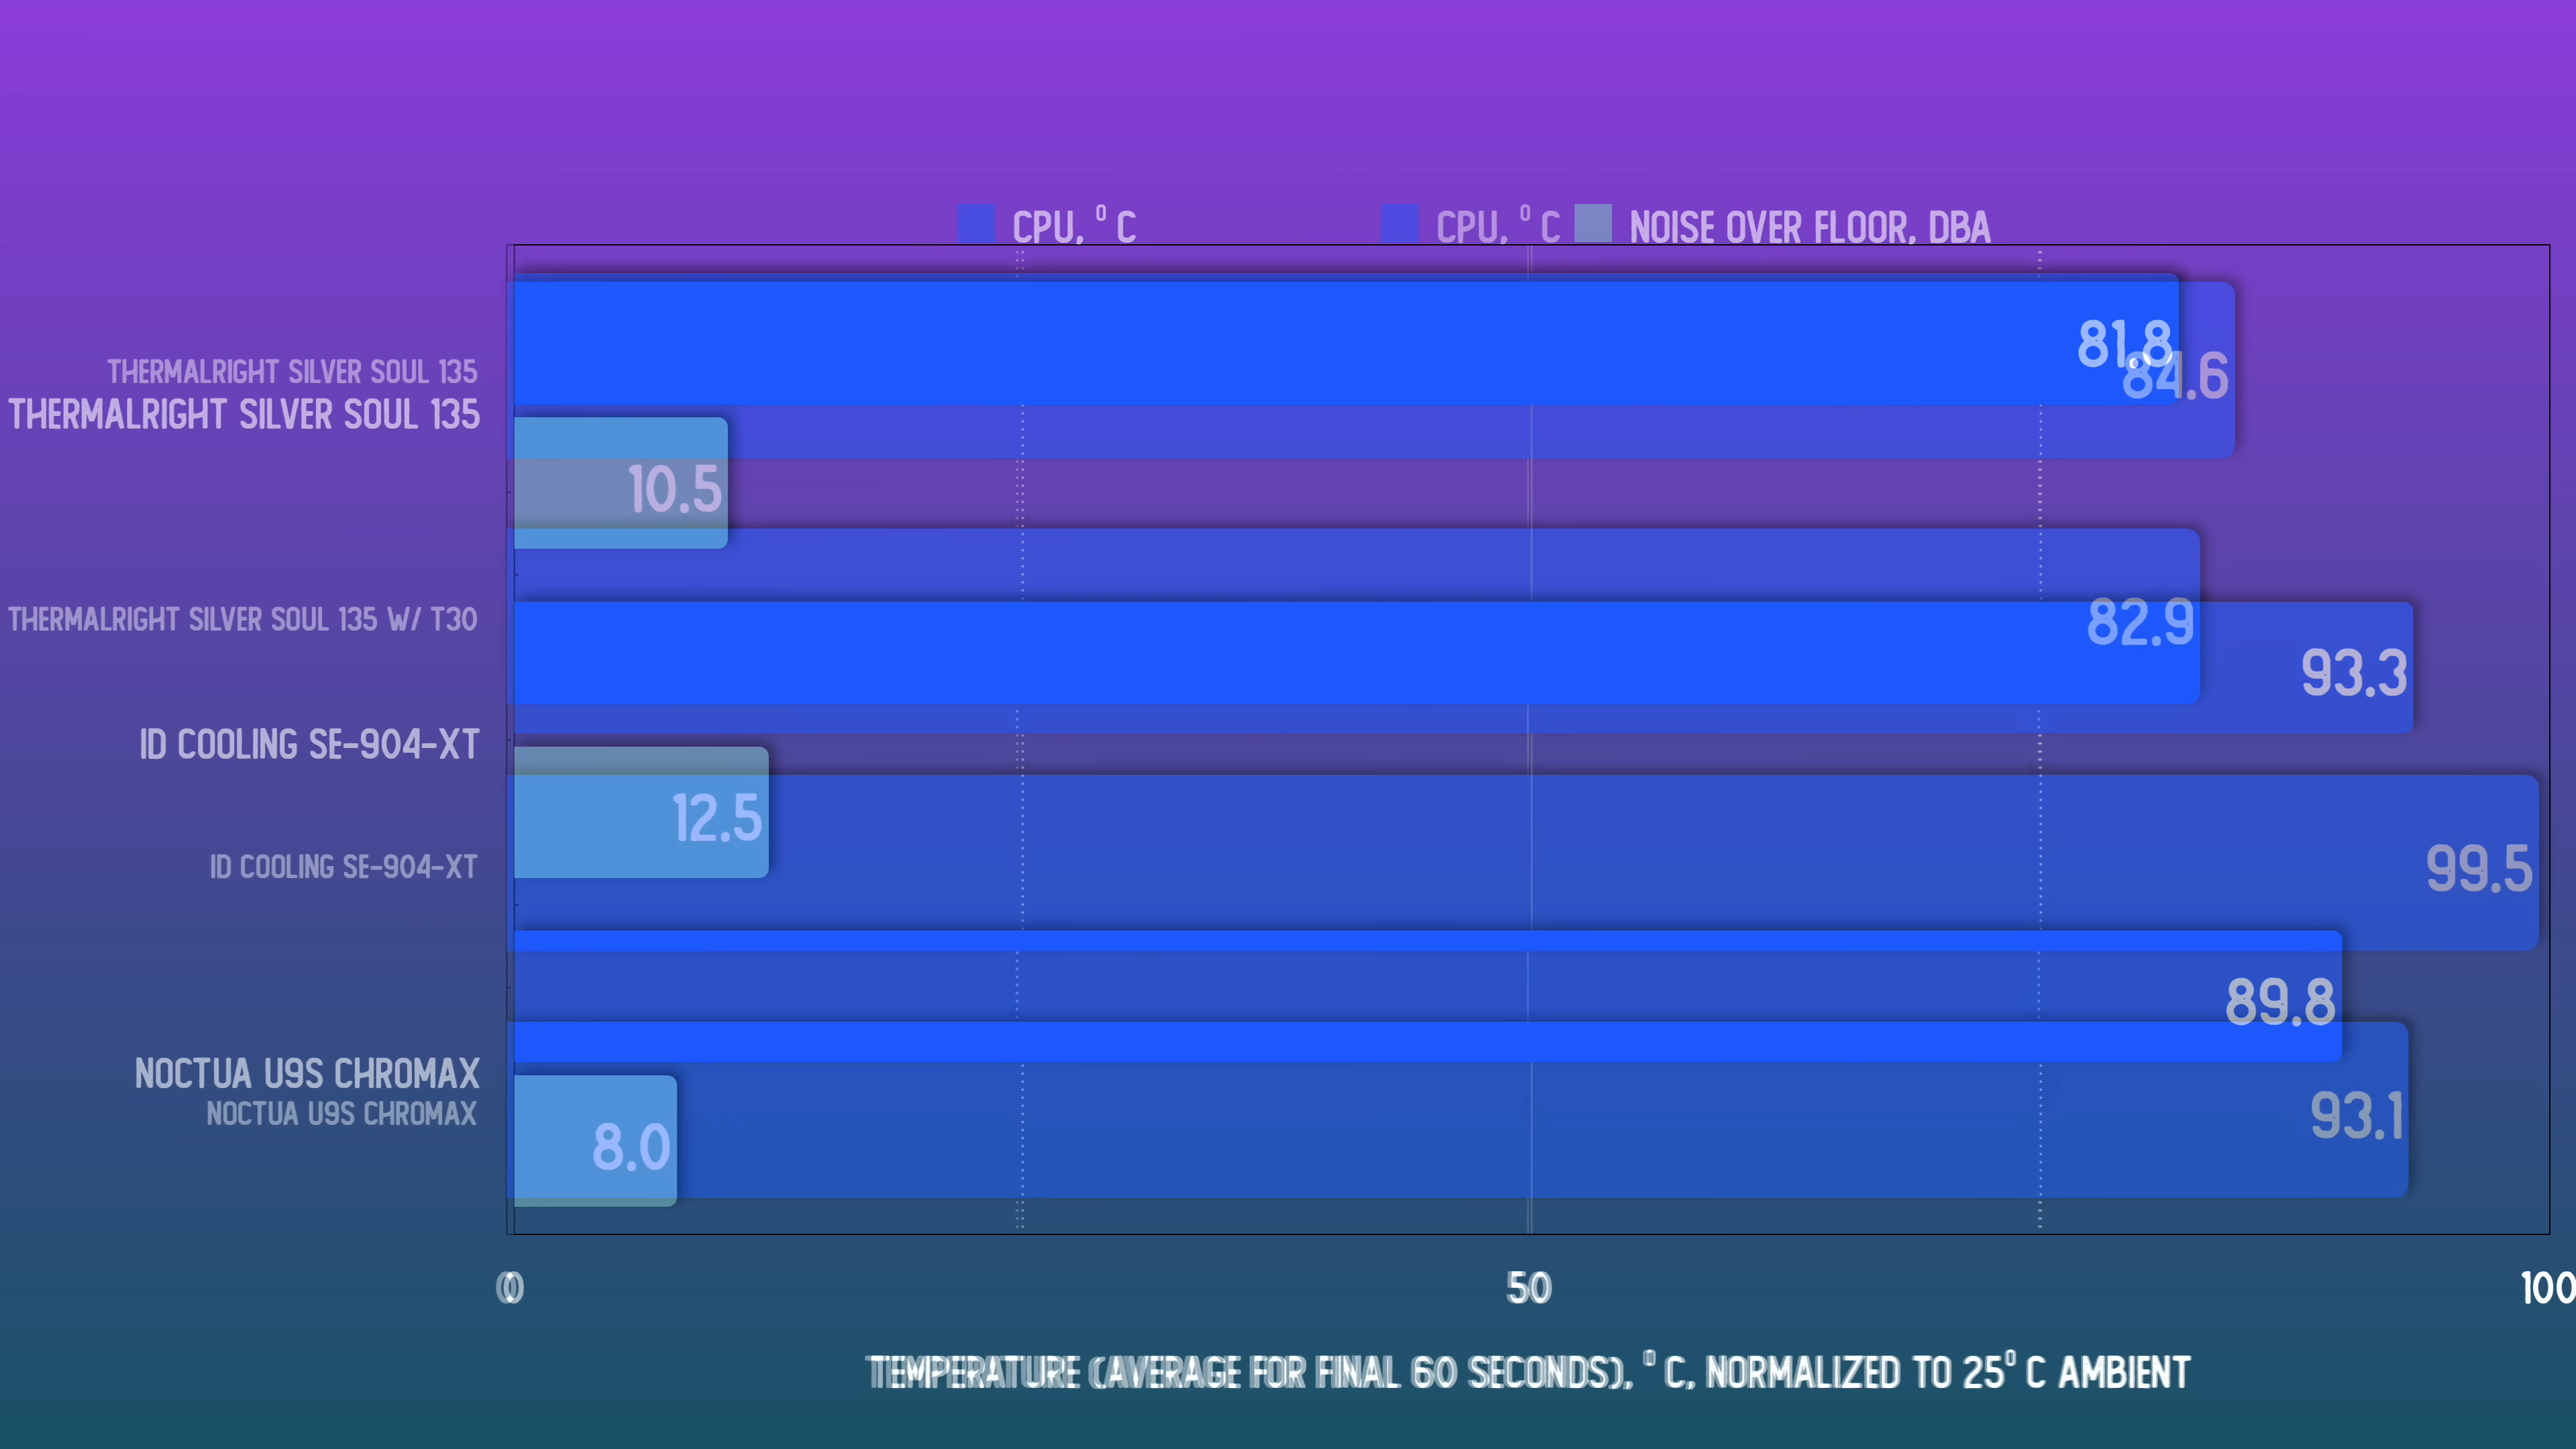 CPU, ° C
CPU, ° C
NOISE OVER FLOOR, DBA
81.8
84.6
THERMALRIGHT SILVER SOUL 135
THERMALRIGHT SILVER SOUL 135
10.5
THERMALRIGHT SILVER SOUL 135 W/ T30
82.9
93.3
ID COOLING SE-904-XT
12.5
ID COOLING SE-904-XT
99.5
89.8
NOCTUA U9S CHROMAX
NOCTUA U9S CHROMAX
93.1
8.0
0
0
50
50
100
TEMPERATURE (AVERAGE FOR FINAL 60 SECONDS), ° C, NORMALIZED TO 25° C AMBIENT